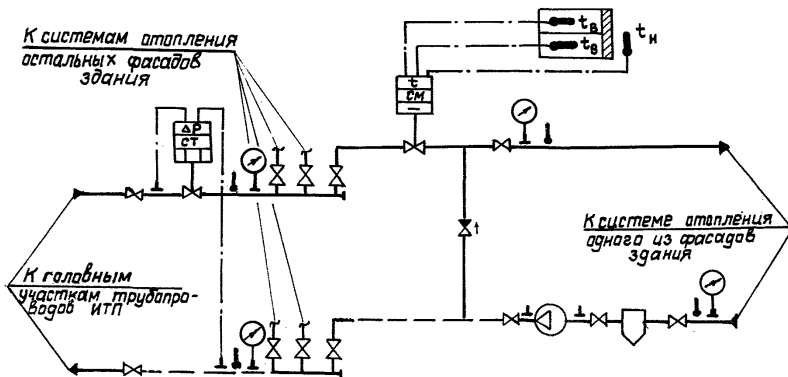 К системам отопления
остальных фасадов
здания
ΔP
СТ
t
СМ
—
tв
tв
tн
К системе отопления
одного из фасадов
здания
К головным
участкам трубопро-
водов ИТП